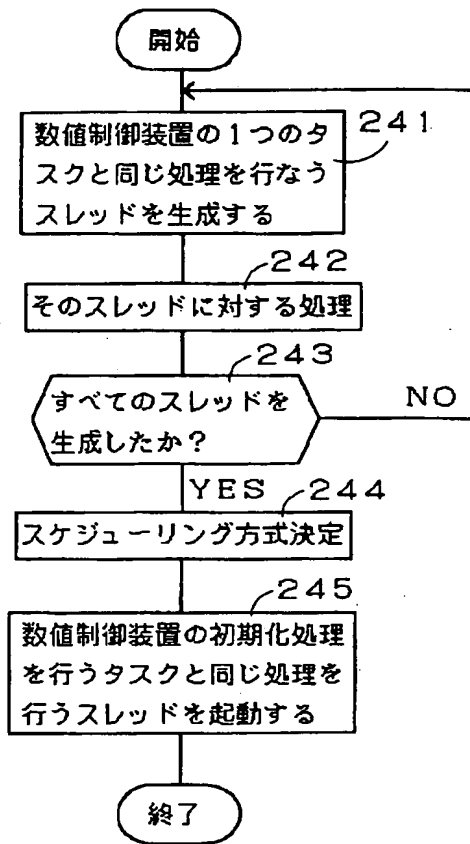 開始
数値制御装置の1つのタ
スクと同じ処理を行なう
スレッドを生成する
241
そのスレッドに対する処理
242
すべてのスレッドを
生成したか？
243
NO
YES
スケジューリング方式決定
244
数値制御装置の初期化処理
を行うタスクと同じ処理を
行うスレッドを起動する
245
終了